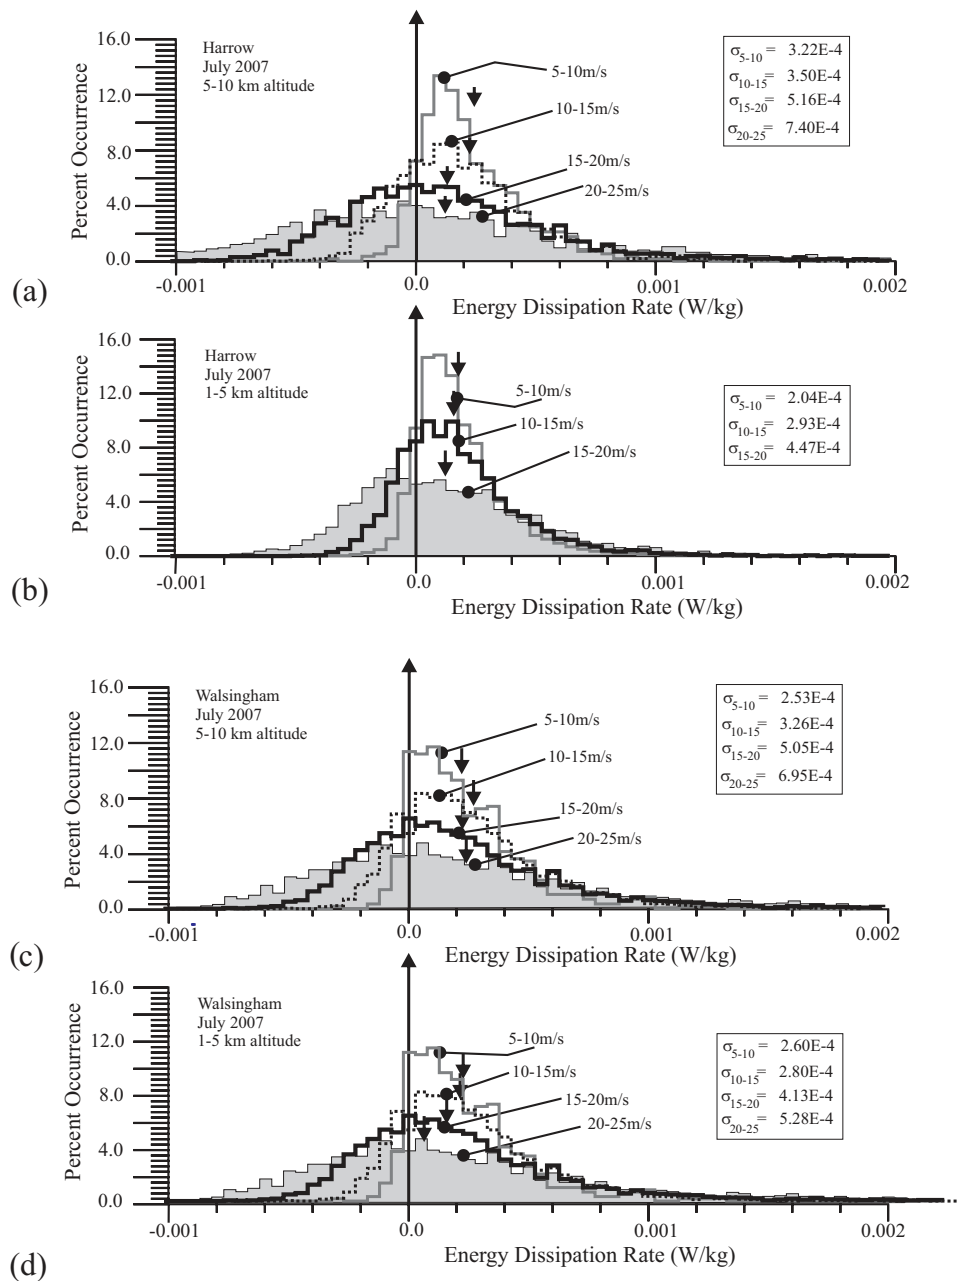 (a)
Percent Occurrence
16.0
12.0
8.0
4.0
0.0
Harrow
July 2007
5-10 km altitude
5-10m/s
10-15m/s
15-20m/s
20-25m/s
σ5-10 = 3.22E-4
σ10-15= 3.50E-4
σ15-20= 5.16E-4
σ20-25= 7.40E-4
-0.001 0.0 0.001 0.002
Energy Dissipation Rate (W/kg)
(b)
Percent Occurrence
16.0
12.0
8.0
4.0
0.0
Harrow
July 2007
1-5 km altitude
5-10m/s
10-15m/s
15-20m/s
σ5-10 = 2.04E-4
σ10-15= 2.93E-4
σ15-20= 4.47E-4
-0.001 0.0 0.001 0.002
Energy Dissipation Rate (W/kg)
(c)
Percent Occurrence
16.0
12.0
8.0
4.0
0.0
Walsingham
July 2007
5-10 km altitude
5-10m/s
10-15m/s
15-20m/s
20-25m/s
σ5-10 = 2.53E-4
σ10-15= 3.26E-4
σ15-20= 5.05E-4
σ20-25= 6.95E-4
-0.001 0.0 0.001 0.002
Energy Dissipation Rate (W/kg)
(d)
Percent Occurrence
16.0
12.0
8.0
4.0
0.0
Walsingham
July 2007
1-5 km altitude
5-10m/s
10-15m/s
15-20m/s
20-25m/s
σ5-10 = 2.60E-4
σ10-15= 2.80E-4
σ15-20= 4.13E-4
σ20-25= 5.28E-4
-0.001 0.0 0.001 0.002
Energy Dissipation Rate (W/kg)